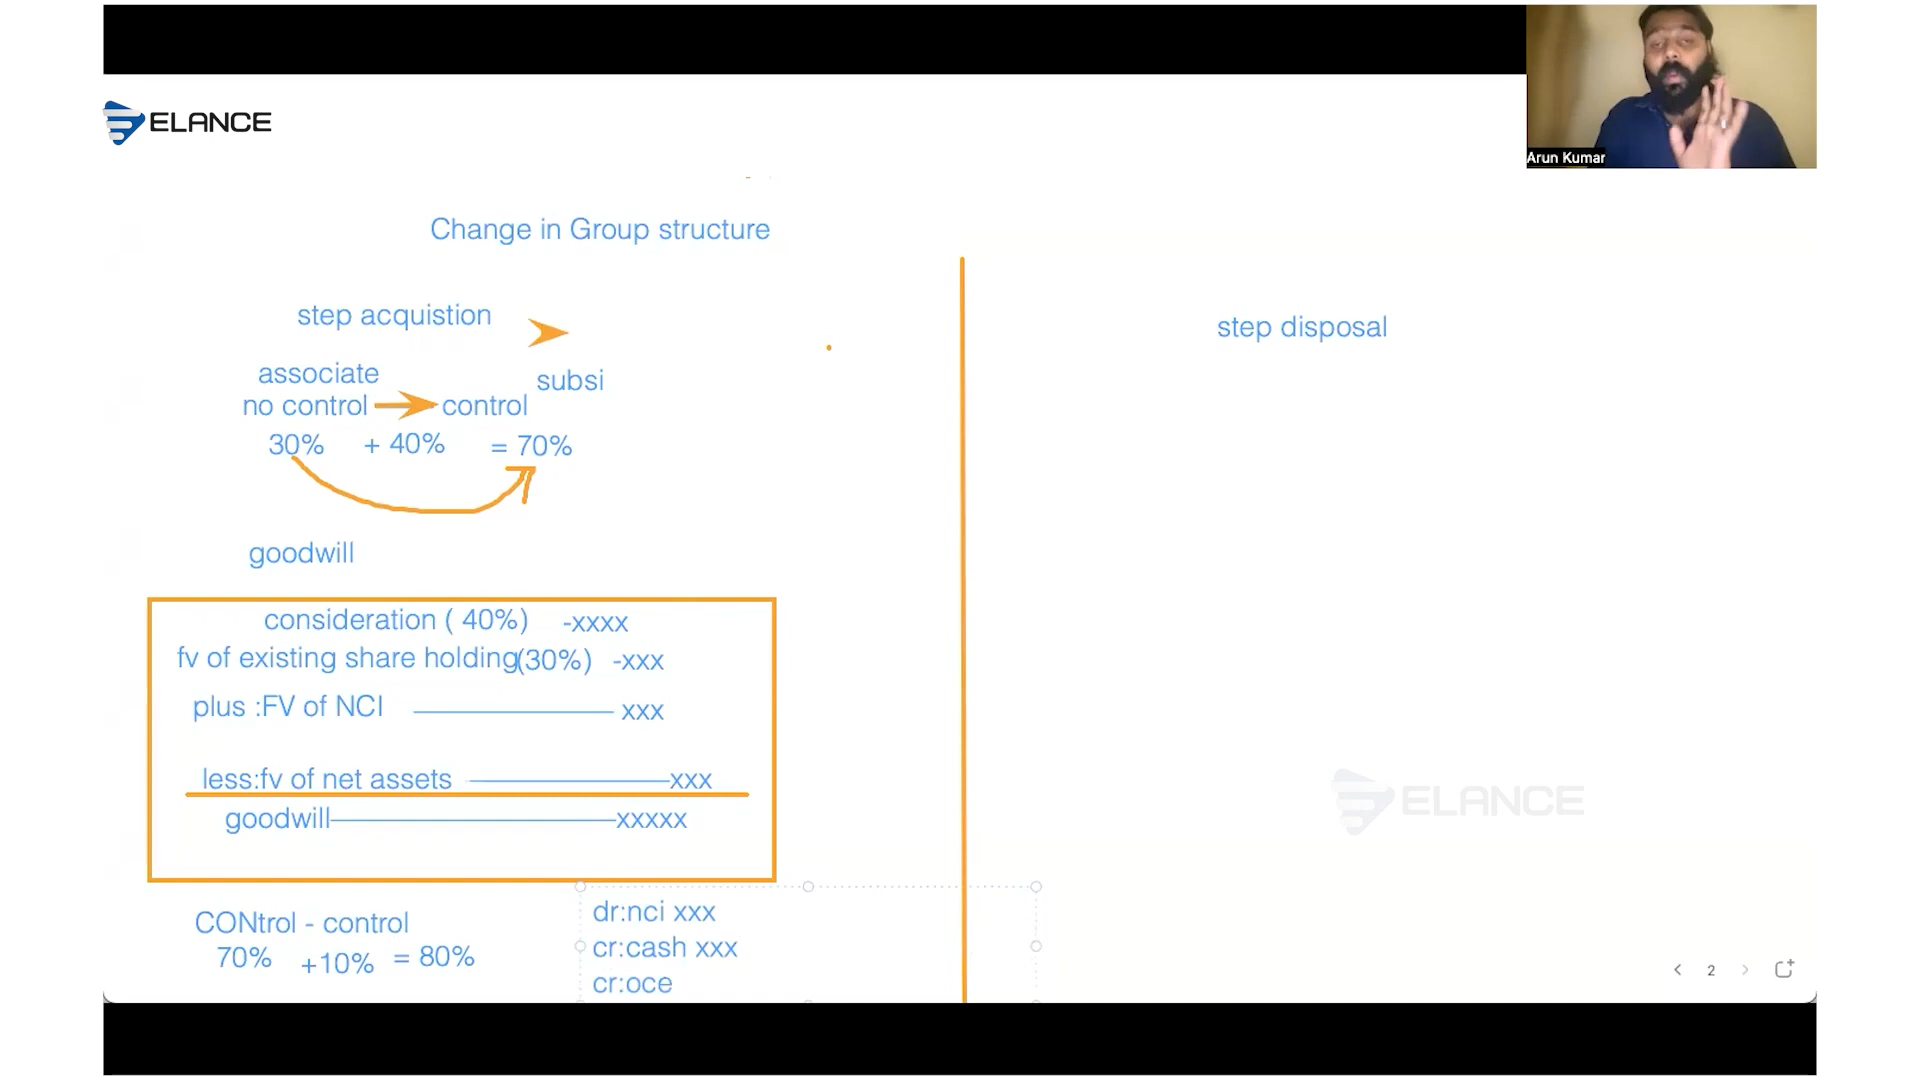 ELANCE
Arun Kumar
Change in Group structure
step acquistion
associate
subsi
no control control
30% + 40% = 70%
goodwill
consideration ( 40%) -xxxx
fv of existing share holding(30%) -xxx
plus :FV of NCI xxx
less:fv of net assets xxx
goodwill xxxxx
CONtrol - control
70% +10% = 80%
dr:nci xxx
cr:cash xxx
cr:oce
step disposal
ELANCE
2